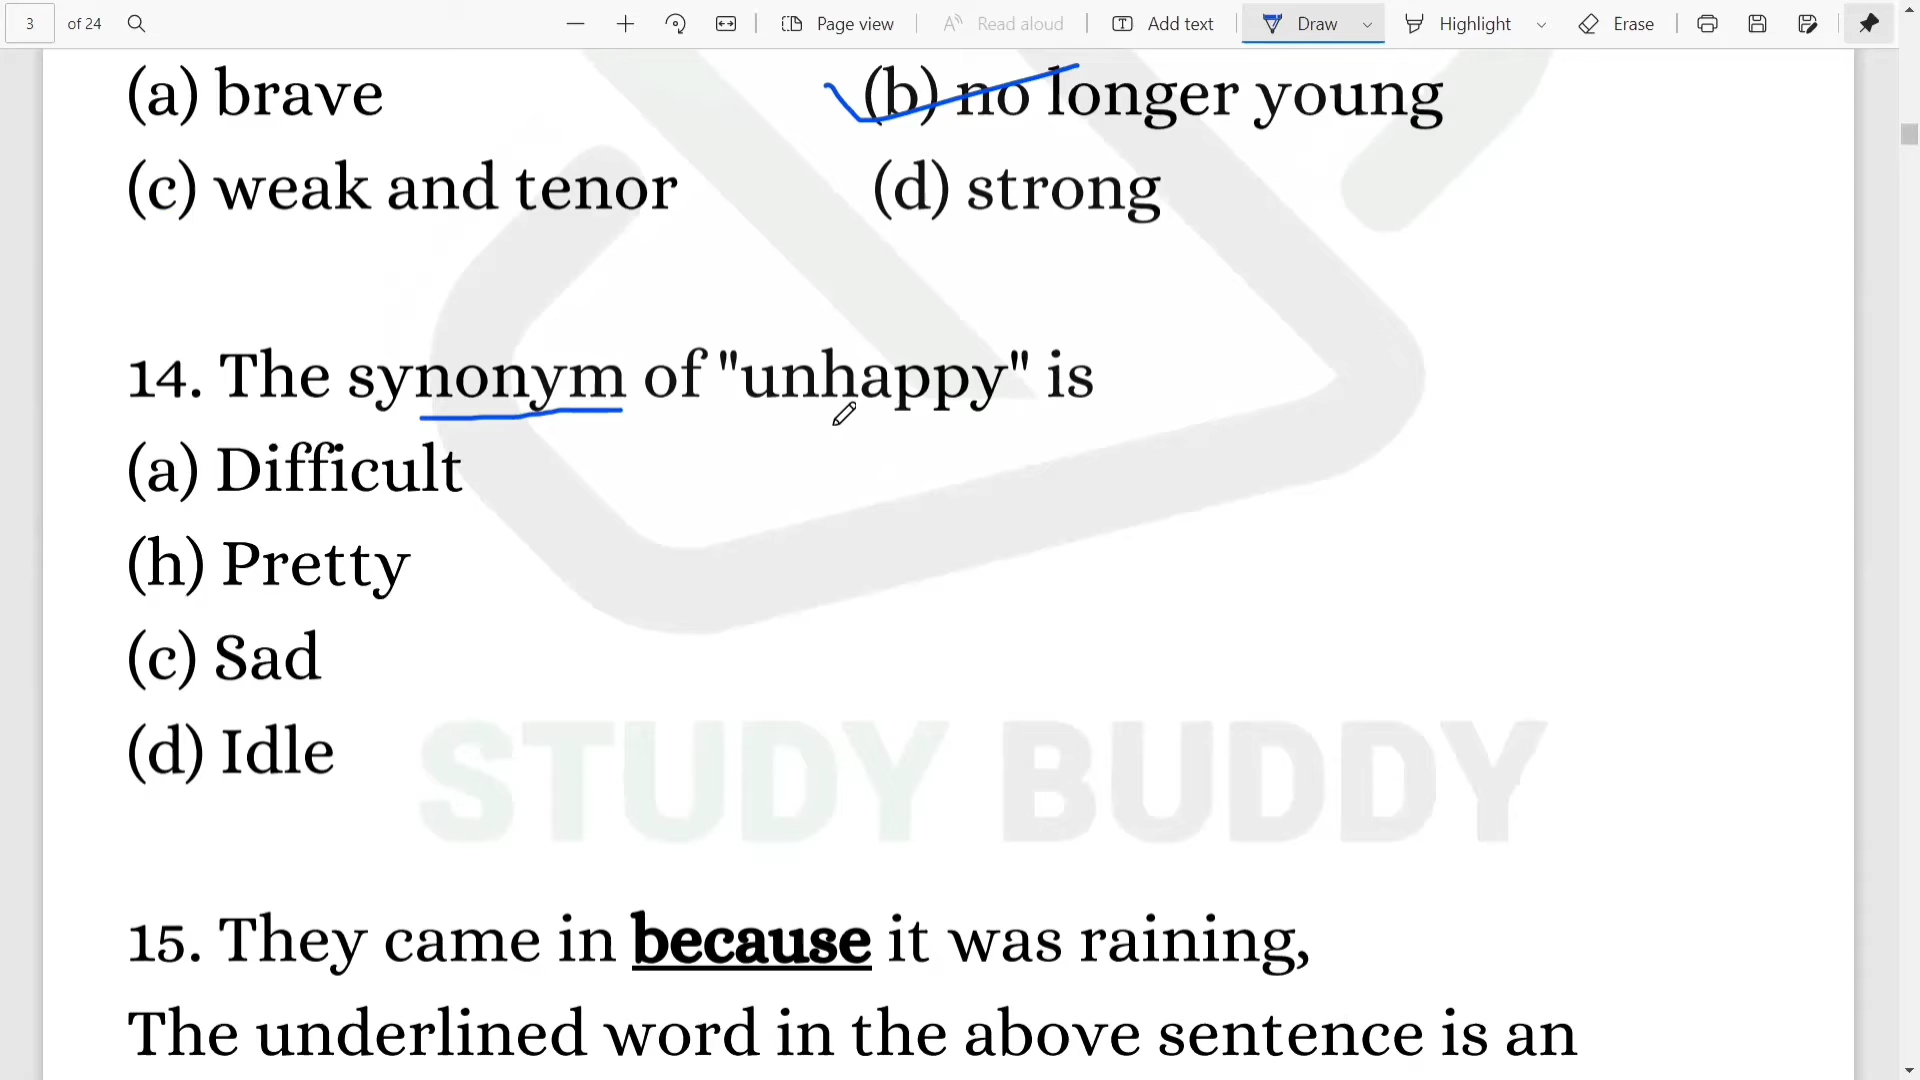 3 of 24 Page view Read aloud Add text Draw Highlight Erase
(a) brave (b) no longer young
(c) weak and tenor (d) strong
14. The synonym of "unhappy" is
(a) Difficult
(h) Pretty
(c) Sad
(d) Idle
STUDY BUDDY
15. They came in because it was raining,
The underlined word in the above sentence is an